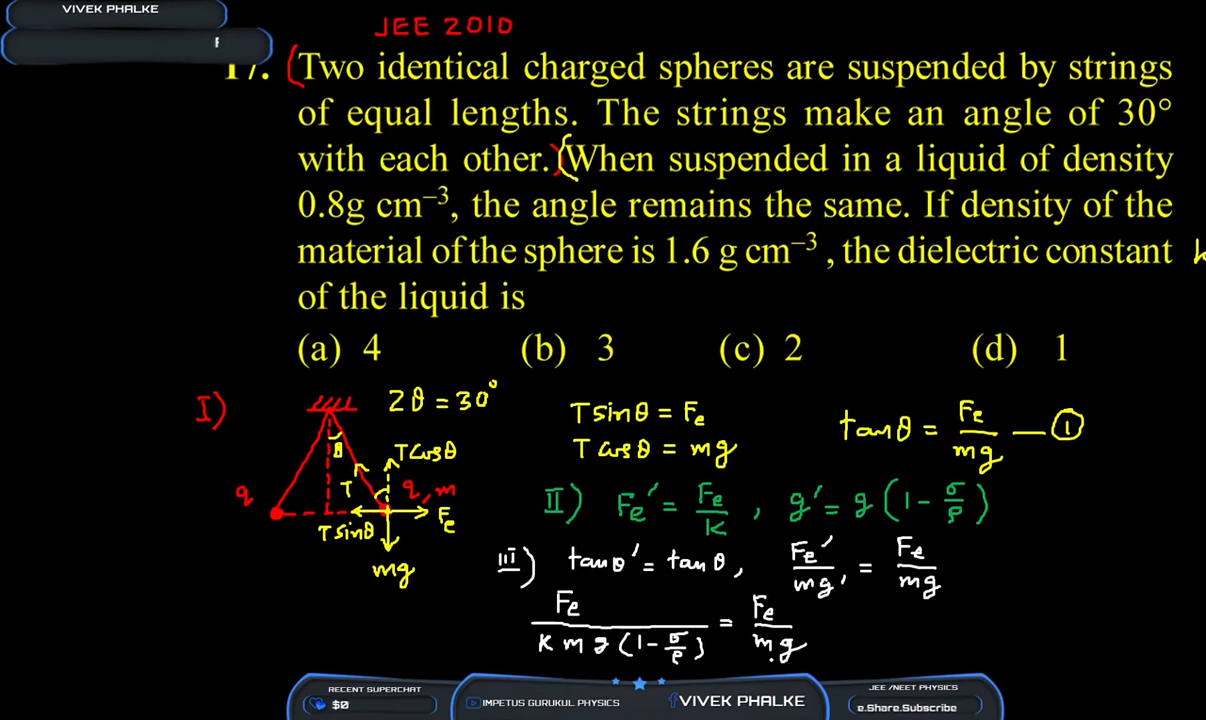 VIVEK PHALKE
JEE 2010
17. (Two identical charged spheres are suspended by strings
of equal lengths. The strings make an angle of 30°
with each other.)(When suspended in a liquid of density
0.8g cm⁻³, the angle remains the same. If density of the
material of the sphere is 1.6 g cm⁻³ , the dielectric constant k
of the liquid is
(a) 4 (b) 3 (c) 2 (d) 1
I) 2θ = 30° T sinθ = Fe tanθ = Fe/mg — ①
θ T cosθ T cosθ = mg
q T q, m
T sinθ Fe
mg
II) Fe' = Fe/K , g' = g (1 - σ/ρ)
III) tanθ' = tanθ, Fe'/mg' = Fe/mg
Fe/K m g (1 - σ/ρ) = Fe/mg
RECENT SUPERCHAT
$0
IMPETUS GURUKUL PHYSICS
VIVEK PHALKE
JEE /NEET PHYSICS
e.Share.Subscribe